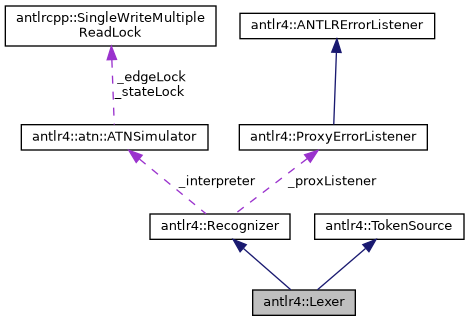 antlrcpp::SingleWriteMultiple
ReadLock
antlr4::ANTLRErrorListener
_edgeLock
_stateLock
antlr4::atn::ATNSimulator
antlr4::ProxyErrorListener
_interpreter
_proxListener
antlr4::Recognizer
antlr4::TokenSource
antlr4::Lexer